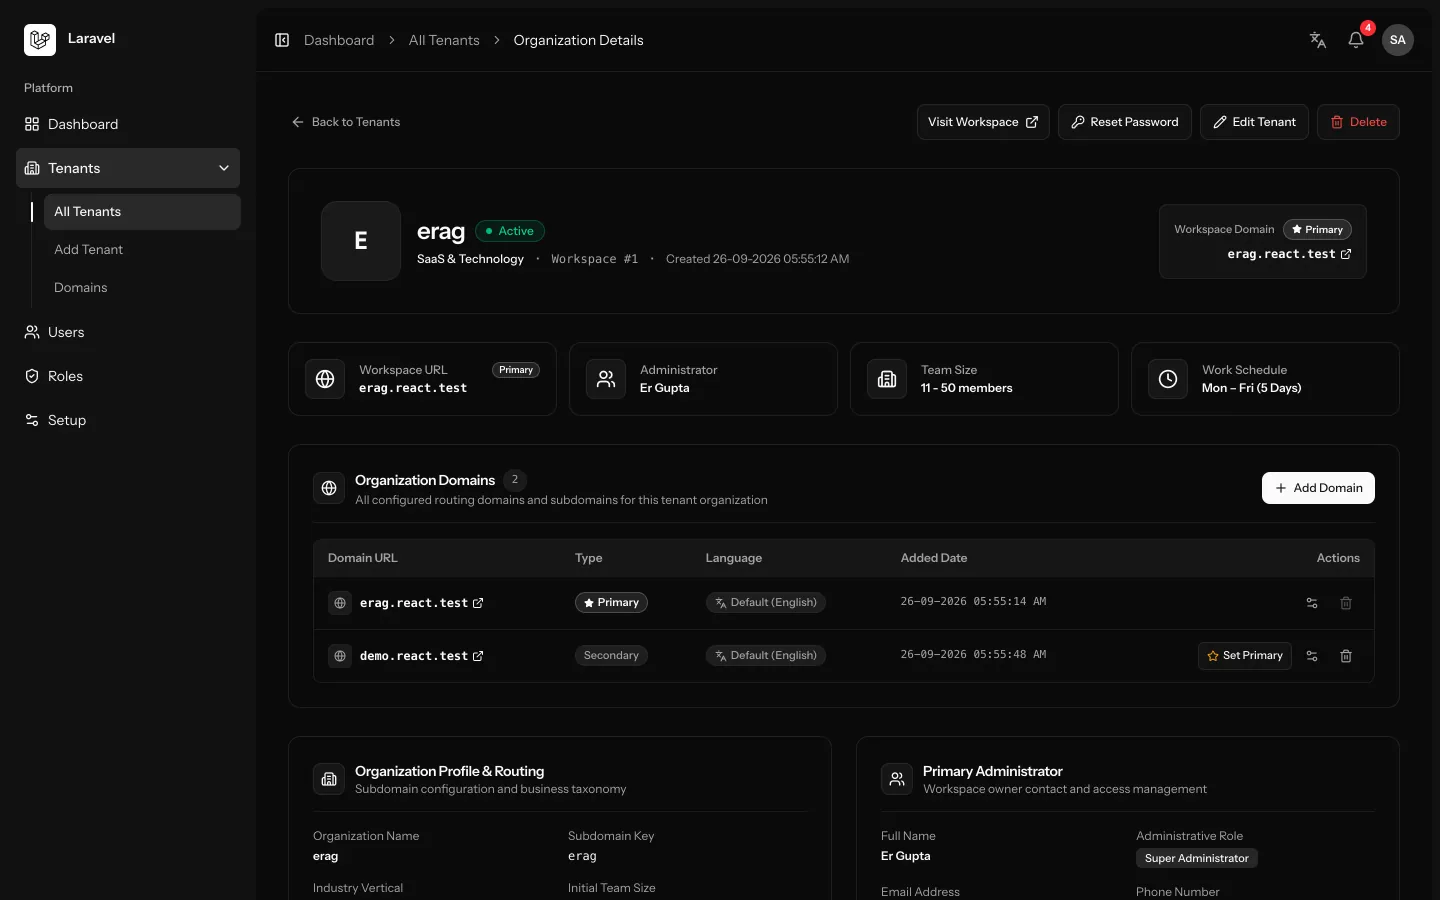 Laravel
Platform
Dashboard
Tenants
All Tenants
Add Tenant
Domains
Users
Roles
Setup
Dashboard > All Tenants > Organization Details
4
SA
Back to Tenants
Visit Workspace
Reset Password
Edit Tenant
Delete
E
erag
Active
SaaS & Technology · Workspace #1 · Created 26-09-2026 05:55:12 AM
Workspace Domain
Primary
erag.react.test
Workspace URL
Primary
erag.react.test
Administrator
Er Gupta
Team Size
11 - 50 members
Work Schedule
Mon – Fri (5 Days)
Organization Domains 2
All configured routing domains and subdomains for this tenant organization
Add Domain
Domain URL Type Language Added Date Actions
erag.react.test Primary Default (English) 26-09-2026 05:55:14 AM
demo.react.test Secondary Default (English) 26-09-2026 05:55:48 AM Set Primary
Organization Profile & Routing
Subdomain configuration and business taxonomy
Organization Name
erag
Subdomain Key
erag
Industry Vertical
Initial Team Size
Primary Administrator
Workspace owner contact and access management
Full Name
Er Gupta
Administrative Role
Super Administrator
Email Address
Phone Number